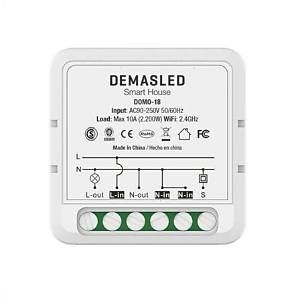 DEMASLED
Smart House
DOMO-18
Input: AC90-250V 50/60Hz
Load: Max 10A (2.200W) WiFi: 2.4GHz
RoHS
Made in China / Hecho en china
L
N
L-out L-in N-out N-in N-in S